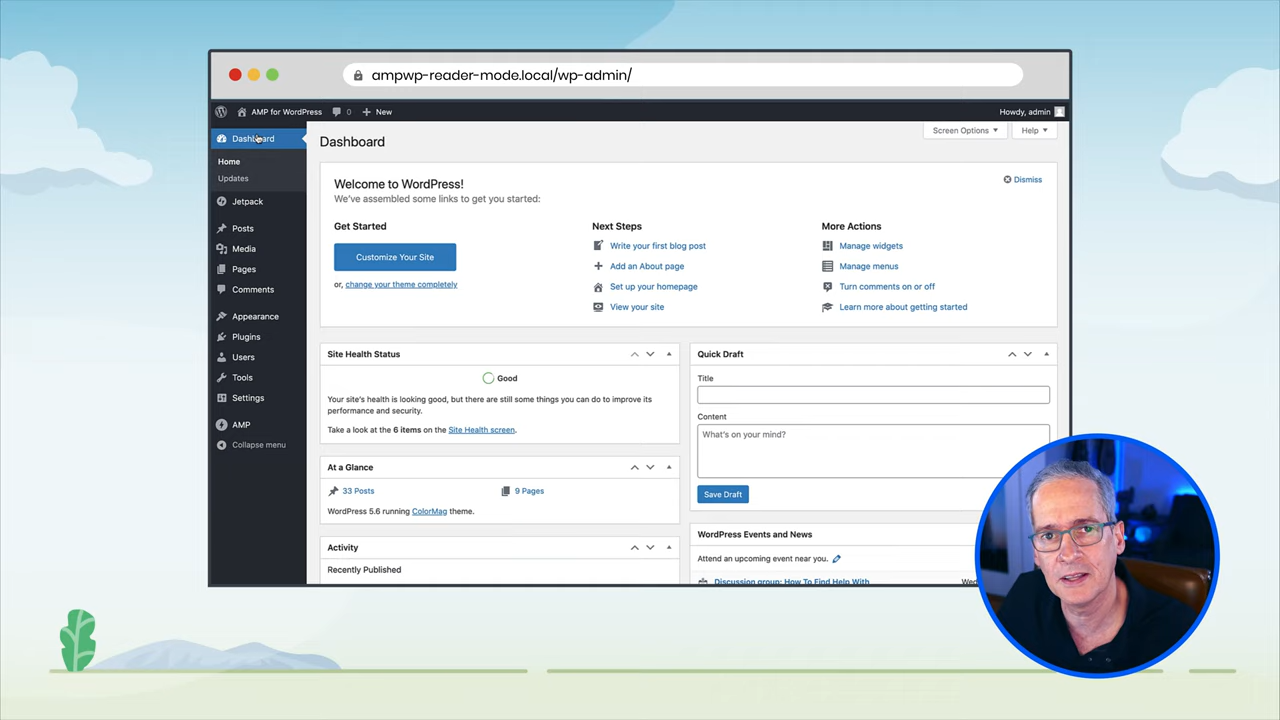 ampwp-reader-mode.local/wp-admin/
AMP for WordPress 0 New Howdy, admin
Dashboard
Home
Updates
Jetpack
Posts
Media
Pages
Comments
Appearance
Plugins
Users
Tools
Settings
AMP
Collapse menu
Screen Options Help
Dashboard
Welcome to WordPress! Dismiss
We've assembled some links to get you started:
Get Started
Customize Your Site
or, change your theme completely
Next Steps
Write your first blog post
Add an About page
Set up your homepage
View your site
More Actions
Manage widgets
Manage menus
Turn comments on or off
Learn more about getting started
Site Health Status
Good
Your site's health is looking good, but there are still some things you can do to improve its
performance and security.
Take a look at the 6 items on the Site Health screen.
At a Glance
33 Posts 9 Pages
WordPress 5.6 running ColorMag theme.
Activity
Recently Published
Quick Draft
Title
Content
What's on your mind?
Save Draft
WordPress Events and News
Attend an upcoming event near you.
Discussion group: How To Find Help With